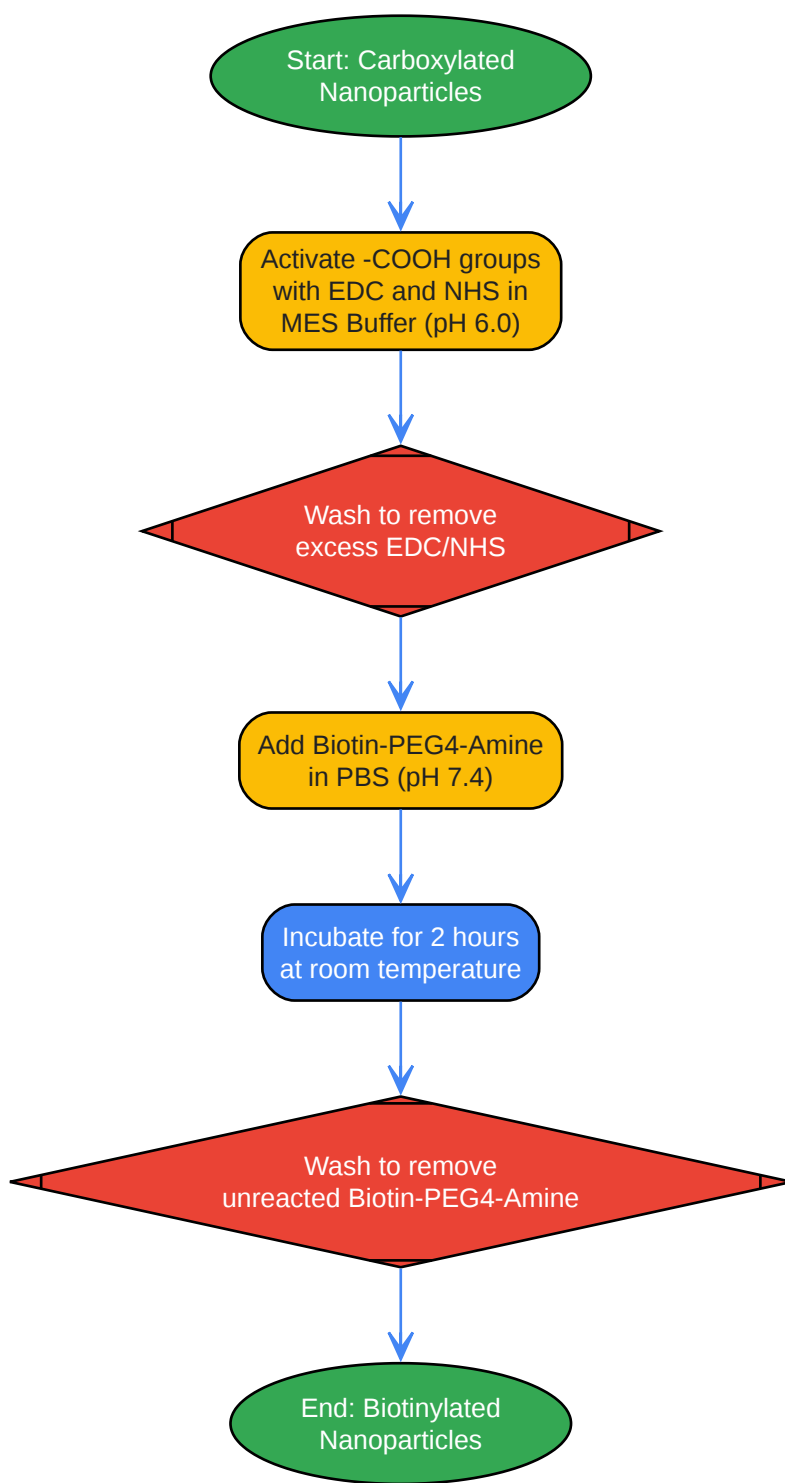 Start: Carboxylated
Nanoparticles
Activate -COOH groups
with EDC and NHS in
MES Buffer (pH 6.0)
Wash to remove
excess EDC/NHS
Add Biotin-PEG4-Amine
in PBS (pH 7.4)
Incubate for 2 hours
at room temperature
Wash to remove
unreacted Biotin-PEG4-Amine
End: Biotinylated
Nanoparticles